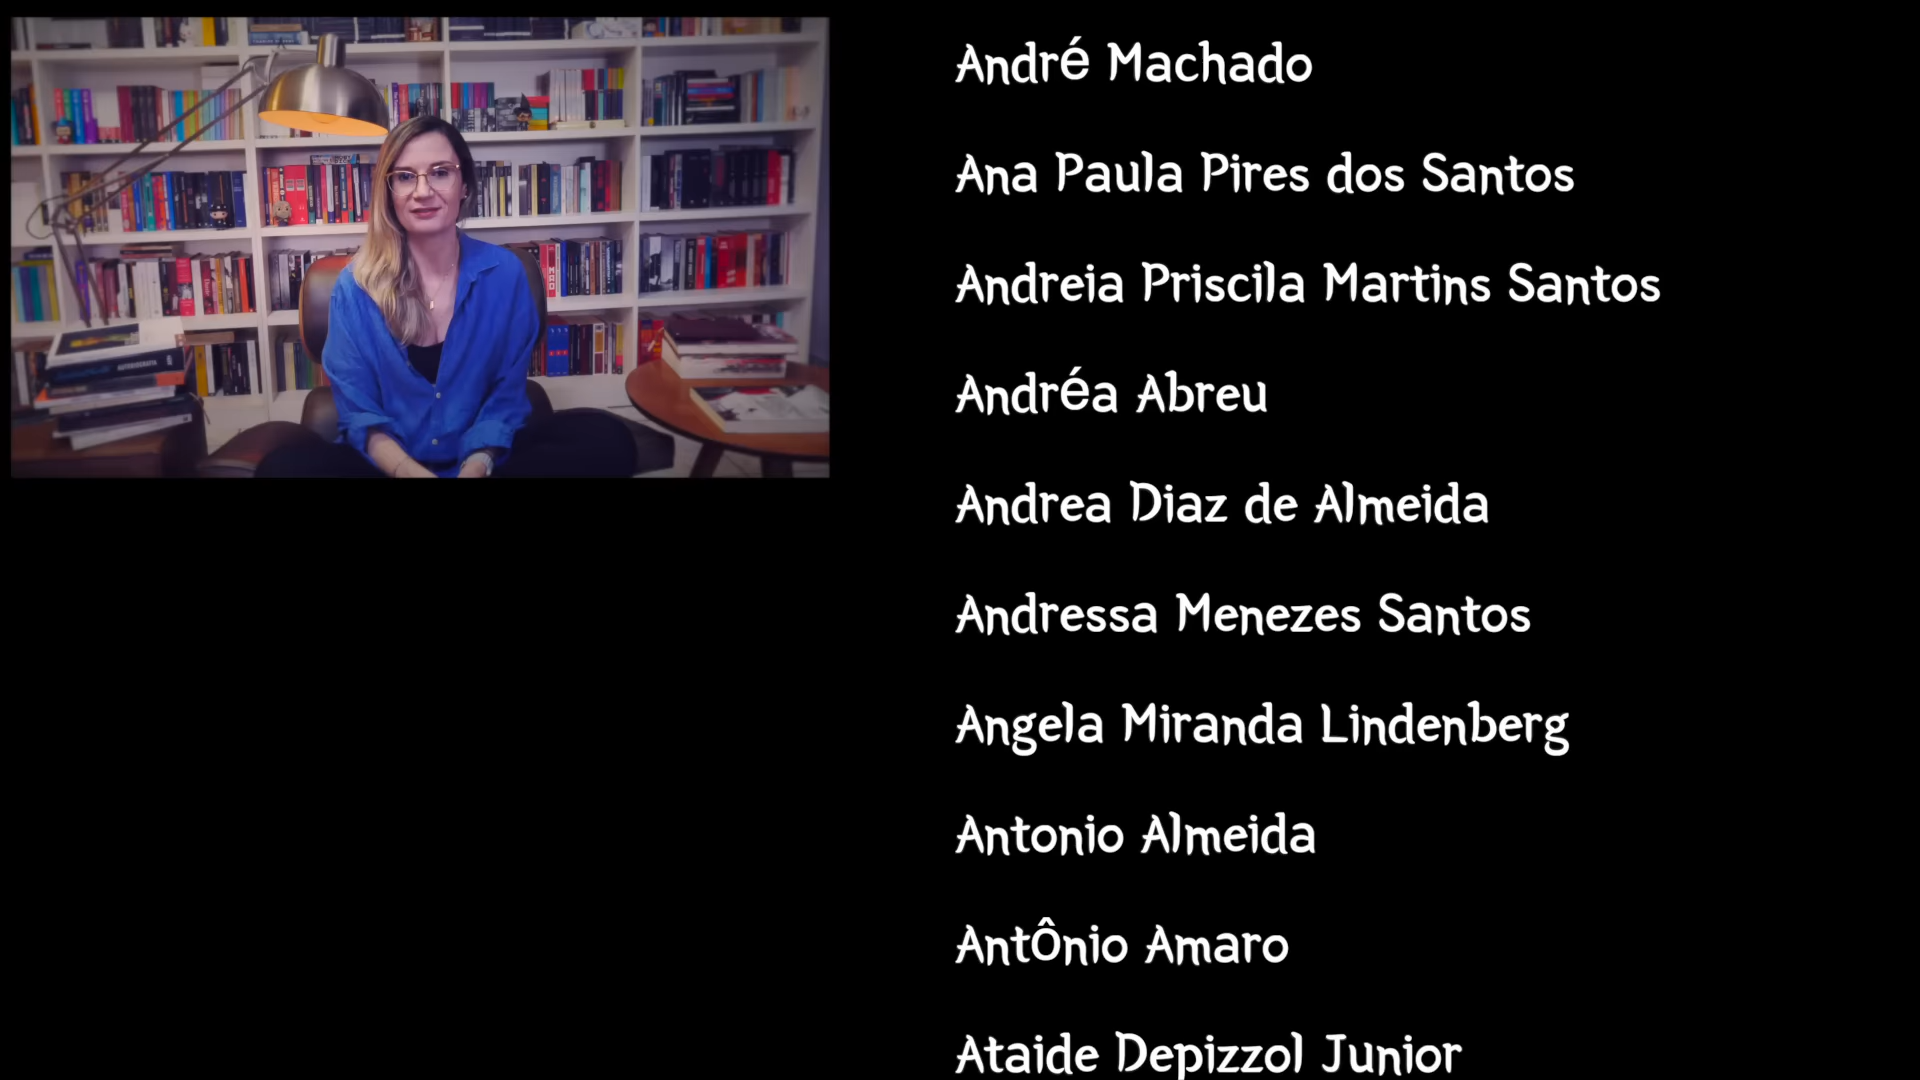 André Machado
Ana Paula Pires dos Santos
Andreia Priscila Martins Santos
Andréa Abreu
Andrea Diaz de Almeida
Andressa Menezes Santos
Angela Miranda Lindenberg
Antonio Almeida
Antônio Amaro
Ataide Depizzol Junior